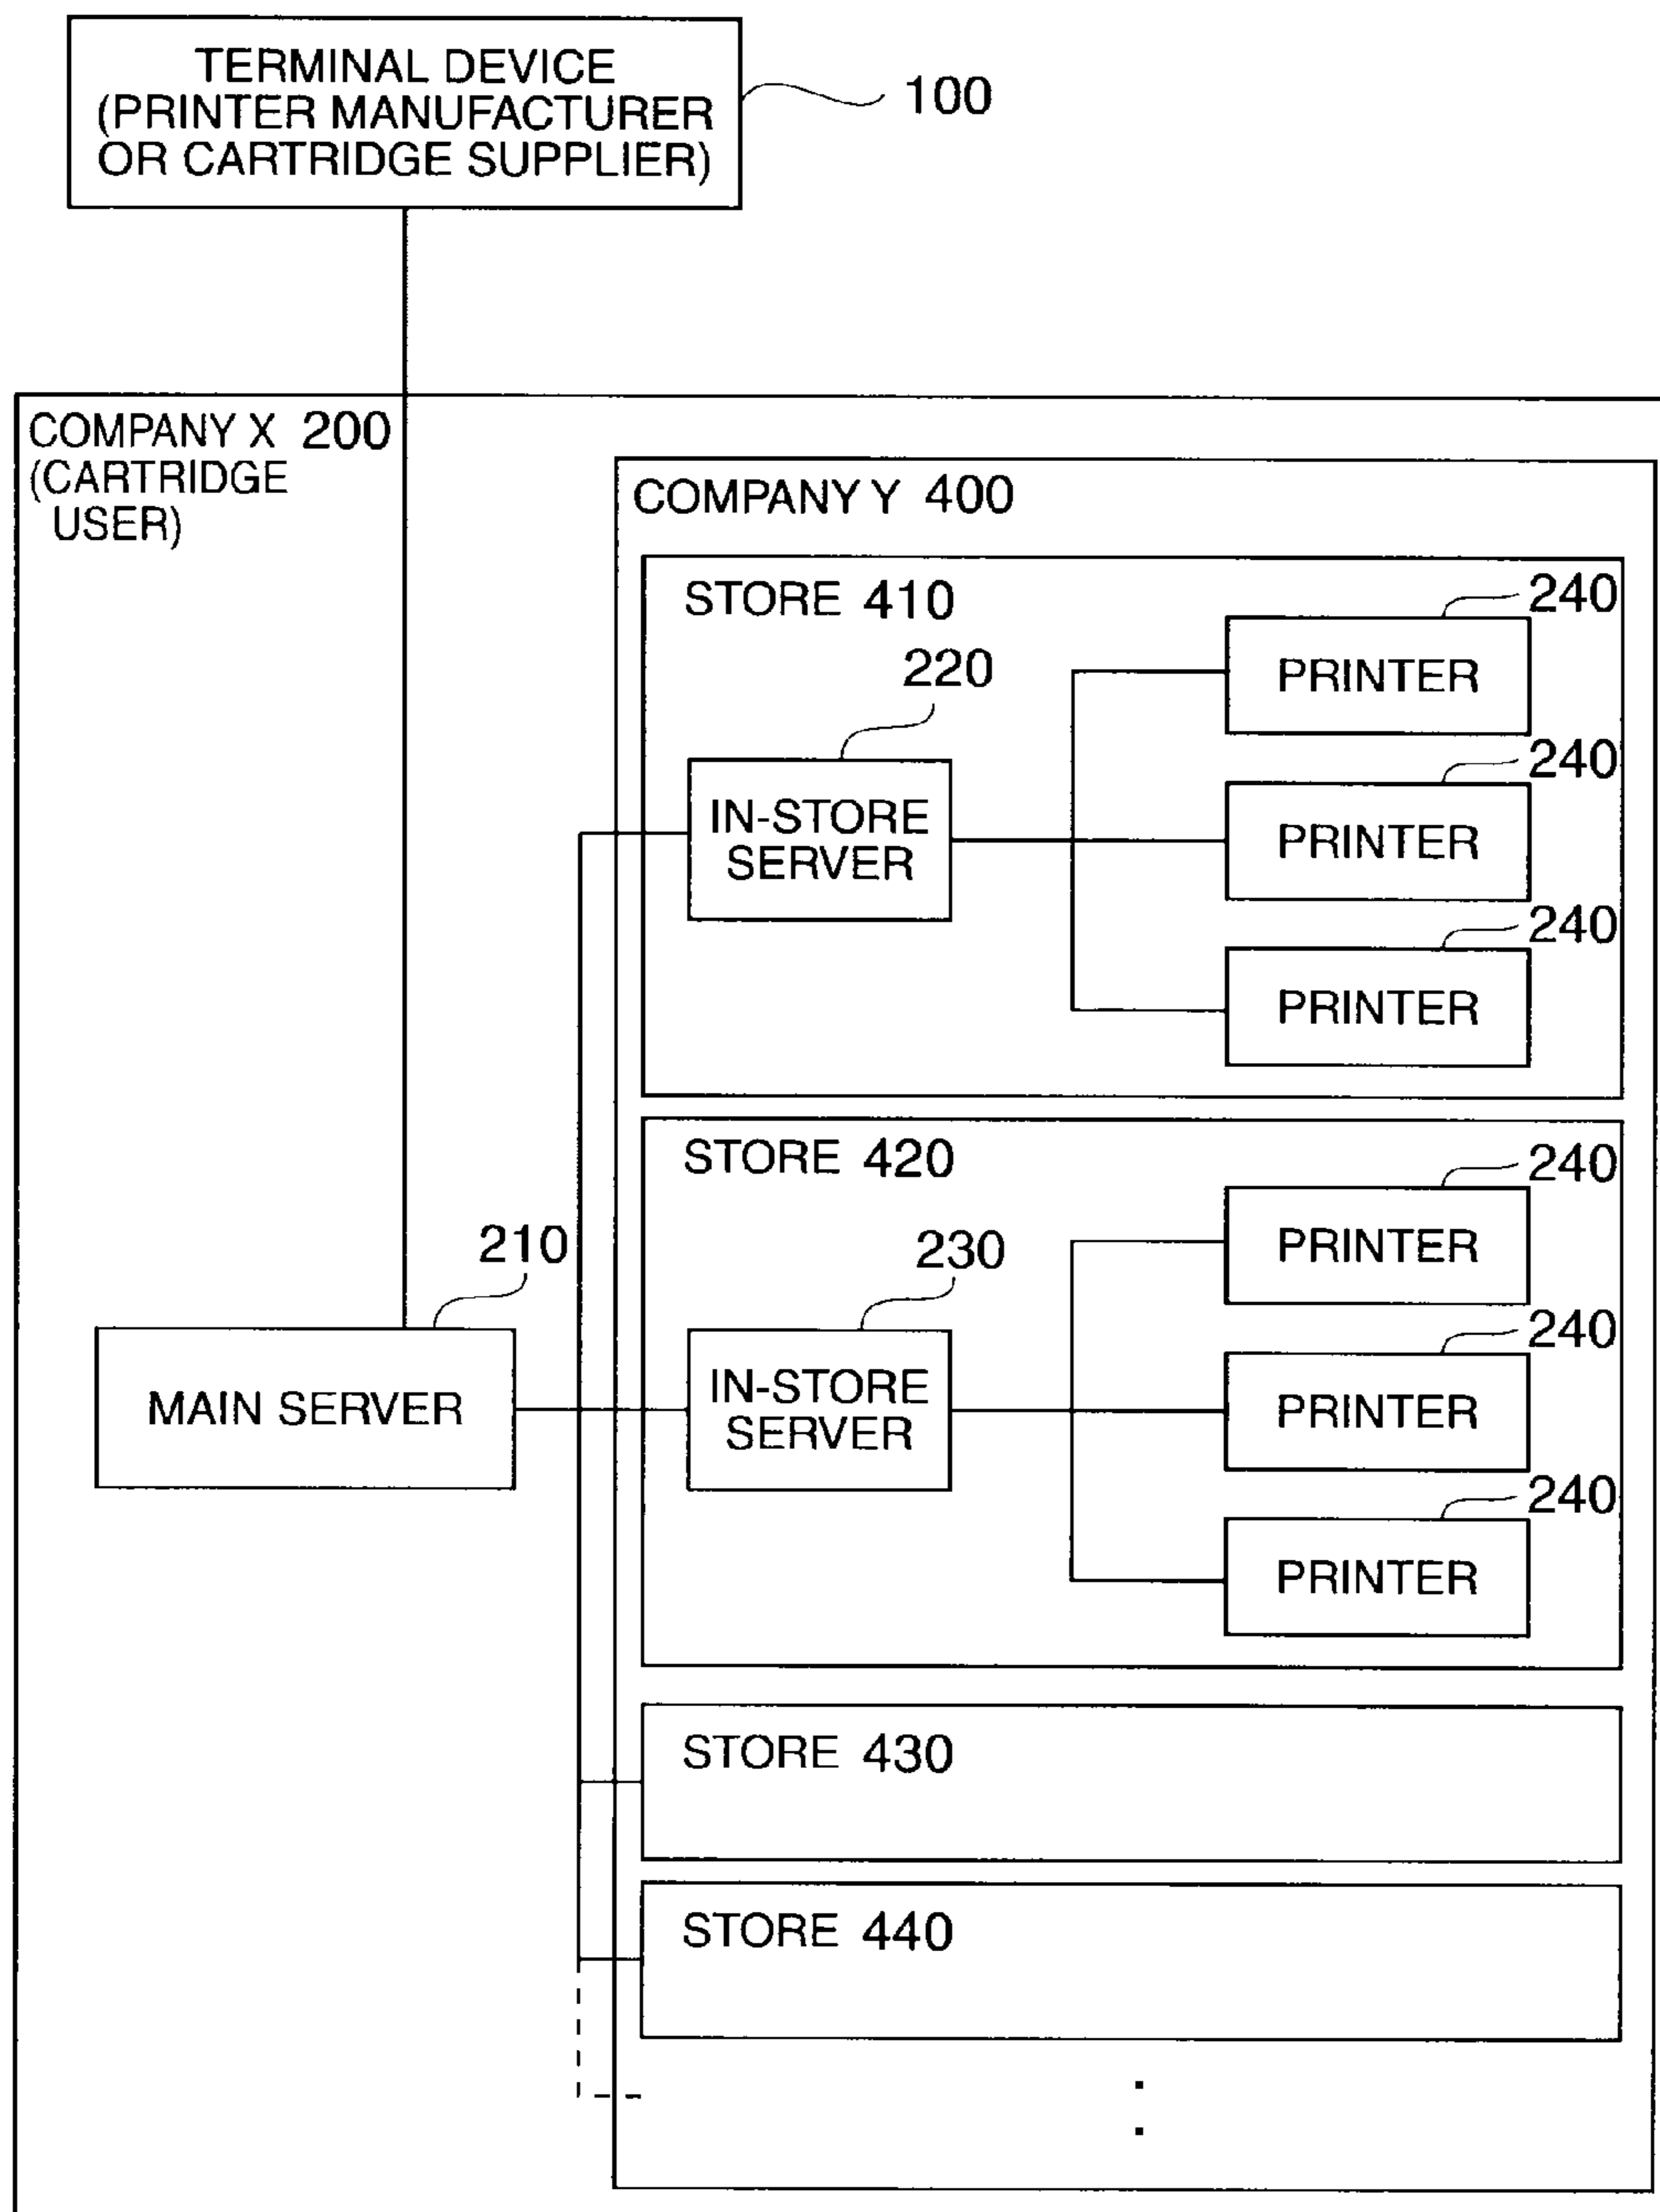 TERMINAL DEVICE
(PRINTER MANUFACTURER
OR CARTRIDGE SUPPLIER)
100
COMPANY X 200
(CARTRIDGE
USER)
COMPANY Y 400
STORE 410
240
PRINTER
220
240
IN-STORE
SERVER
PRINTER
240
PRINTER
STORE 420
240
PRINTER
210
230
240
MAIN SERVER
IN-STORE
SERVER
PRINTER
240
PRINTER
STORE 430
STORE 440